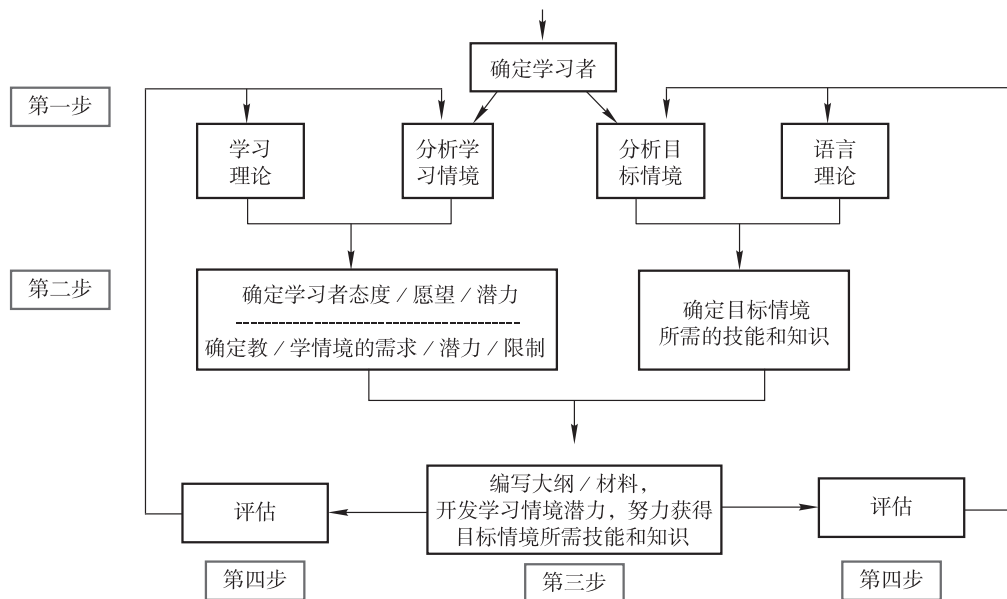 确定学习者
第一步
学习
理论
分析学
习情境
分析目
标情境
语言
理论
第二步
确定学习者态度/愿望/潜力
确定教/学情境的需求/潜力/限制
确定目标情境
所需的技能和知识
评估
编写大纲/材料，
开发学习情境潜力，努力获得
目标情境所需技能和知识
评估
第四步
第三步
第四步